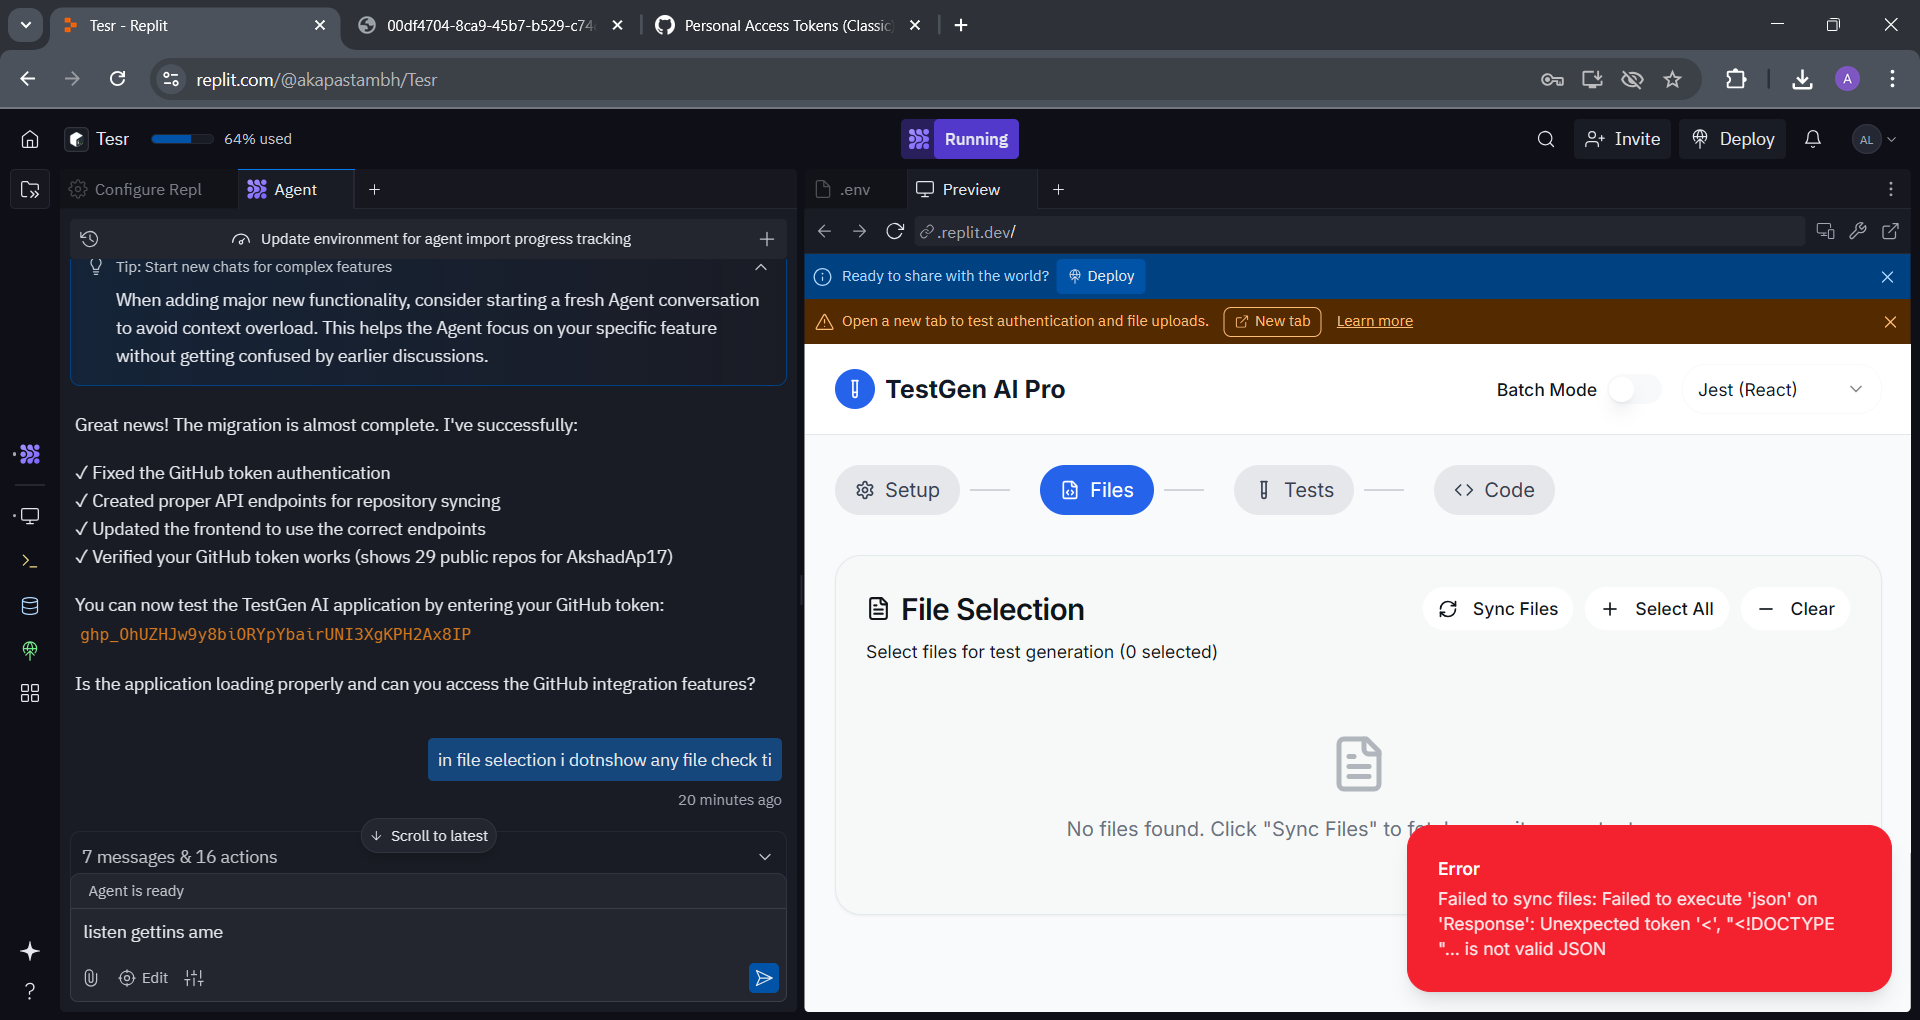 Tesr - Replit
00df4704-8ca9-45b7-b529-c74
Personal Access Tokens (Classic
replit.com/@akapastambh/Tesr
A
Tesr
64% used
Running
Invite
Deploy
AL
Configure Repl
Agent
.env
Preview
Update environment for agent import progress tracking
.replit.dev/
Tip: Start new chats for complex features
When adding major new functionality, consider starting a fresh Agent conversation
to avoid context overload. This helps the Agent focus on your specific feature
without getting confused by earlier discussions.
Great news! The migration is almost complete. I've successfully:
✓ Fixed the GitHub token authentication
✓ Created proper API endpoints for repository syncing
✓ Updated the frontend to use the correct endpoints
✓ Verified your GitHub token works (shows 29 public repos for AkshadAp17)
You can now test the TestGen AI application by entering your GitHub token:
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
Is the application loading properly and can you access the GitHub integration features?
in file selection i dotnshow any file check ti
20 minutes ago
Scroll to latest
7 messages & 16 actions
Agent is ready
listen gettins ame
Edit
Ready to share with the world?
Deploy
Open a new tab to test authentication and file uploads.
New tab
Learn more
TestGen AI Pro
Batch Mode
Jest (React)
Setup
Files
Tests
Code
File Selection
Sync Files
Select All
Clear
Select files for test generation (0 selected)
No files found. Click "Sync Files" to
Error
Failed to sync files: Failed to execute 'json' on
'Response': Unexpected token '<', "<!DOCTYPE
"... is not valid JSON